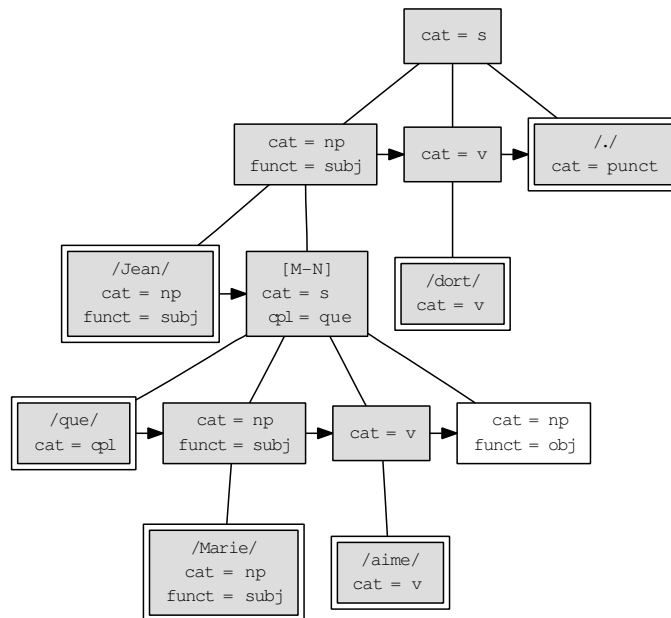 cat = s
cat = np
funct = subj
cat = v
/./
cat = punct
/Jean/
cat = np
funct = subj
[M-N]
cat = s
cpl = que
/dort/
cat = v
/que/
cat = cpl
cat = np
funct = subj
cat = v
cat = np
funct = obj
/Marie/
cat = np
funct = subj
/aime/
cat = v